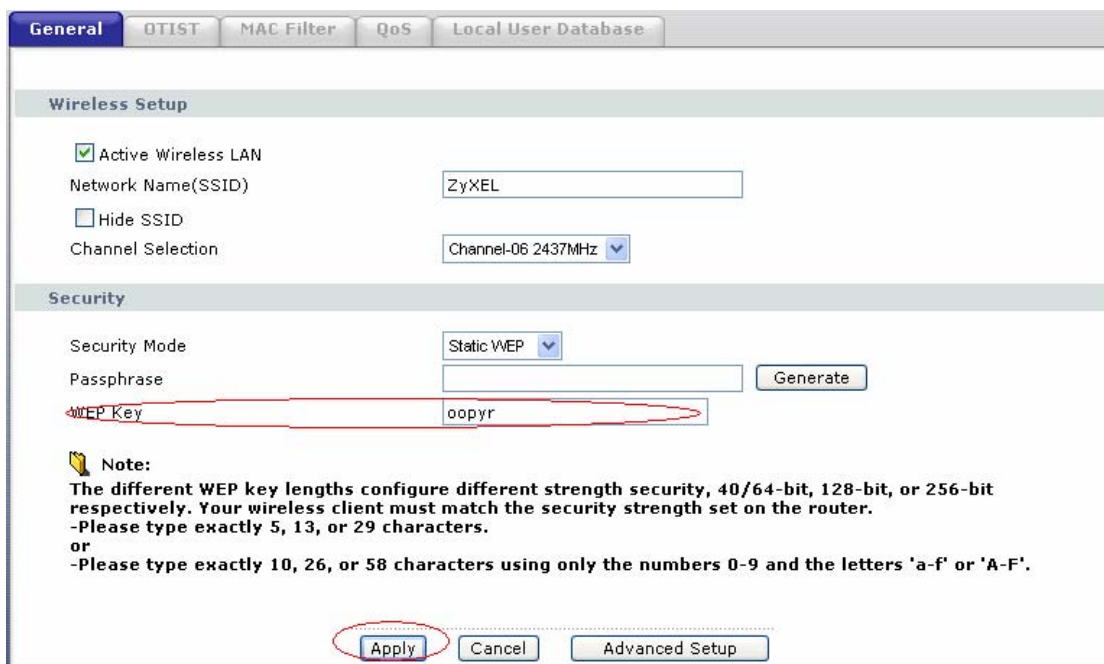 General OTIST MAC Filter QoS Local User Database
Wireless Setup
Active Wireless LAN
Network Name(SSID) ZyXEL
Hide SSID
Channel Selection Channel-06 2437MHz
Security
Security Mode Static WEP
Passphrase Generate
WEP Key oopyr
Note:
The different WEP key lengths configure different strength security, 40/64-bit, 128-bit, or 256-bit
respectively. Your wireless client must match the security strength set on the router.
-Please type exactly 5, 13, or 29 characters.
or
-Please type exactly 10, 26, or 58 characters using only the numbers 0-9 and the letters 'a-f' or 'A-F'.
Apply Cancel Advanced Setup